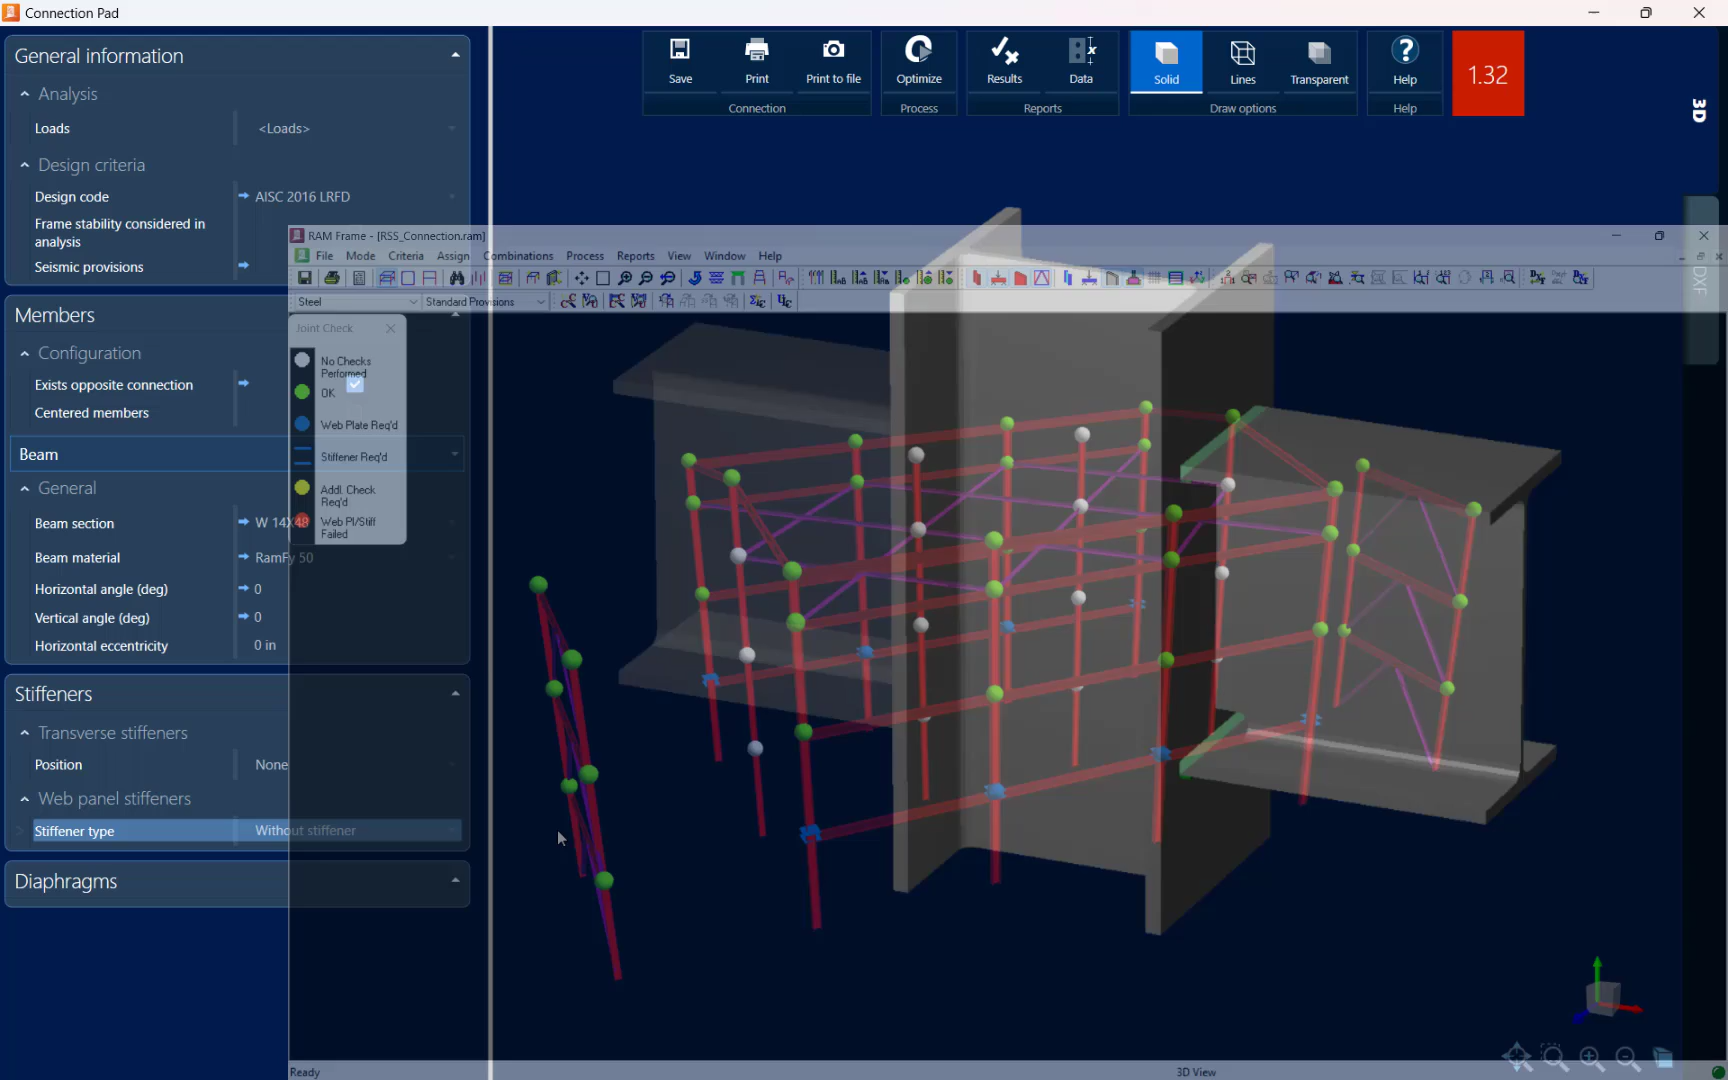 Connection Pad
General information
Analysis
Loads
<Loads>
Design criteria
Design code
AISC 2016 LRFD
Frame stability considered in
analysis
Seismic provisions
Members
Configuration
Exists opposite connection
Centered members
Beam
General
Beam section
W 14X48
Beam material
RamFy 50
Horizontal angle (deg)
0
Vertical angle (deg)
0
Horizontal eccentricity
0 in
Stiffeners
Transverse stiffeners
Position
None
Web panel stiffeners
Stiffener type
Without stiffener
Diaphragms
Save
Print
Print to file
Optimize
Results
Data
Solid
Lines
Transparent
Help
1.32
Connection
Process
Reports
Draw options
Help
3D
DXF
RAM Frame - [RSS_Connection.ram]
File Mode Criteria Assign Combinations Process Reports View Window Help
Steel
Standard Provisions
Joint Check
No Checks
Performed
OK
Web Plate Req'd
Stiffener Req'd
Addl. Check
Req'd
Web Pl/Stiff
Failed
Ready
3D View